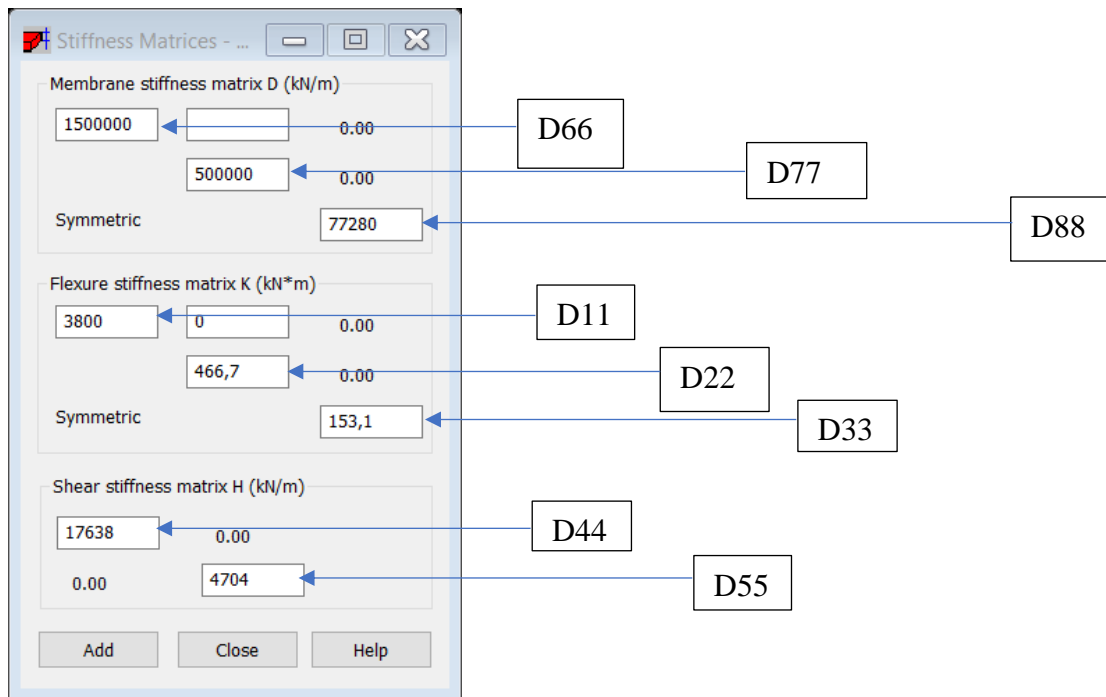 Stiffness Matrices - ...
Membrane stiffness matrix D (kN/m)
1500000 0.00 D66
500000 0.00 D77
Symmetric 77280 D88
Flexure stiffness matrix K (kN*m)
3800 0 0.00 D11
466,7 0.00 D22
Symmetric 153,1 D33
Shear stiffness matrix H (kN/m)
17638 0.00 D44
0.00 4704 D55
Add Close Help